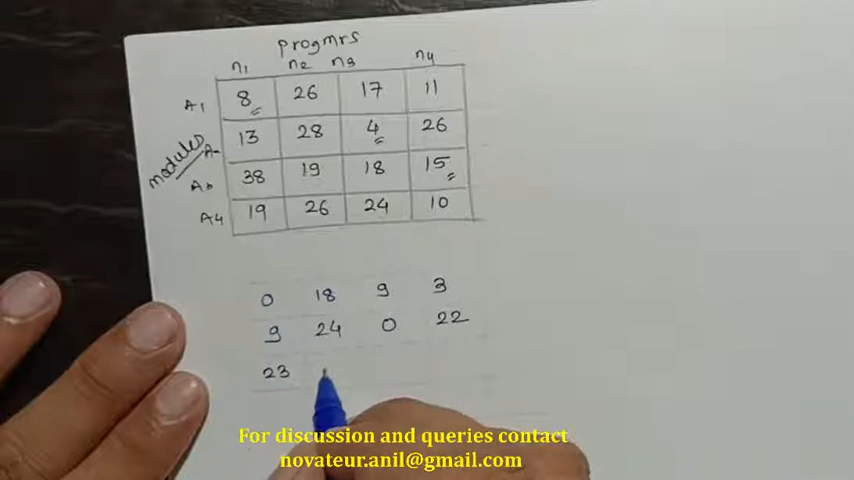 progmrs
n1 n2 n3 n4
A1 8 26 17 11
modules
A 13 28 4 26
A3 38 19 18 15
A4 19 26 24 10
0 18 9 3
9 24 0 22
23
For discussion and queries contact
novateur.anil@gmail.com